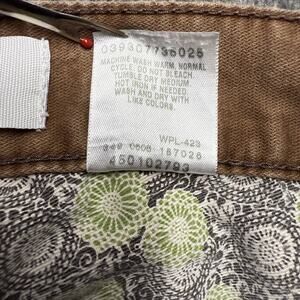 039307736025
MACHINE WASH WARM, NORMAL
CYCLE. DO NOT BLEACH.
TUMBLE DRY MEDIUM.
HOT IRON IF NEEDED.
WASH AND DRY WITH
LIKE COLORS.
WPL-423
349 0606 187026
450102793